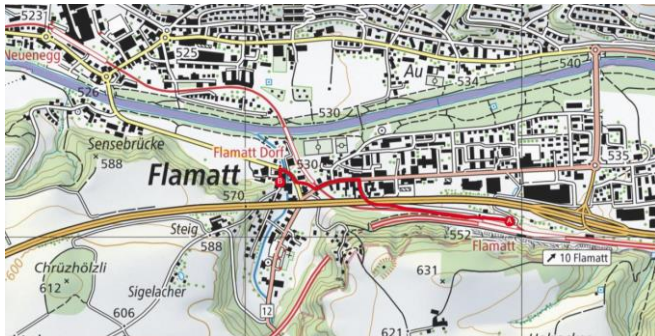 523
Neuenegg
525
526
Au
534
540
530
Sensebrücke
588
Flamatt Dorf
530
535
Flamatt
570
B
A
Steig
588
552
Flamatt
10 Flamatt
600
Chrüzhölzli
612
Sigelacher
631
606
12
621